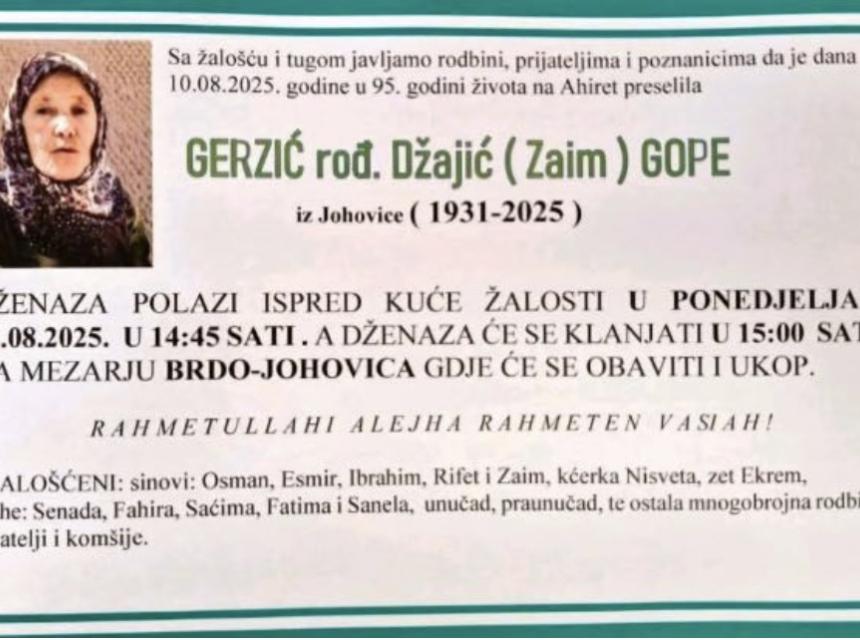 Sa žalošću i tugom javljamo rodbini, prijateljima i poznanicima da je dana
10.08.2025. godine u 95. godini života na Ahiret preselila
GERZIĆ rođ. Džajić ( Zaim ) GOPE
iz Johovice ( 1931-2025 )
ŽENAZA POLAZI ISPRED KUĆE ŽALOSTI U PONEDJELJA
.08.2025. U 14:45 SATI . A DŽENAZA ĆE SE KLANJATI U 15:00 SAT
A MEZARJU BRDO-JOHOVICA GDJE ĆE SE OBAVITI I UKOP.
RAHMETULLAHI ALEJHA RAHMETEN VASIAH!
ALOŠĆENI: sinovi: Osman, Esmir, Ibrahim, Rifet i Zaim, kćerka Nisveta, zet Ekrem,
he: Senada, Fahira, Saćima, Fatima i Sanela, unučad, praunučad, te ostala mnogobrojna rodbi
atelji i komšije.